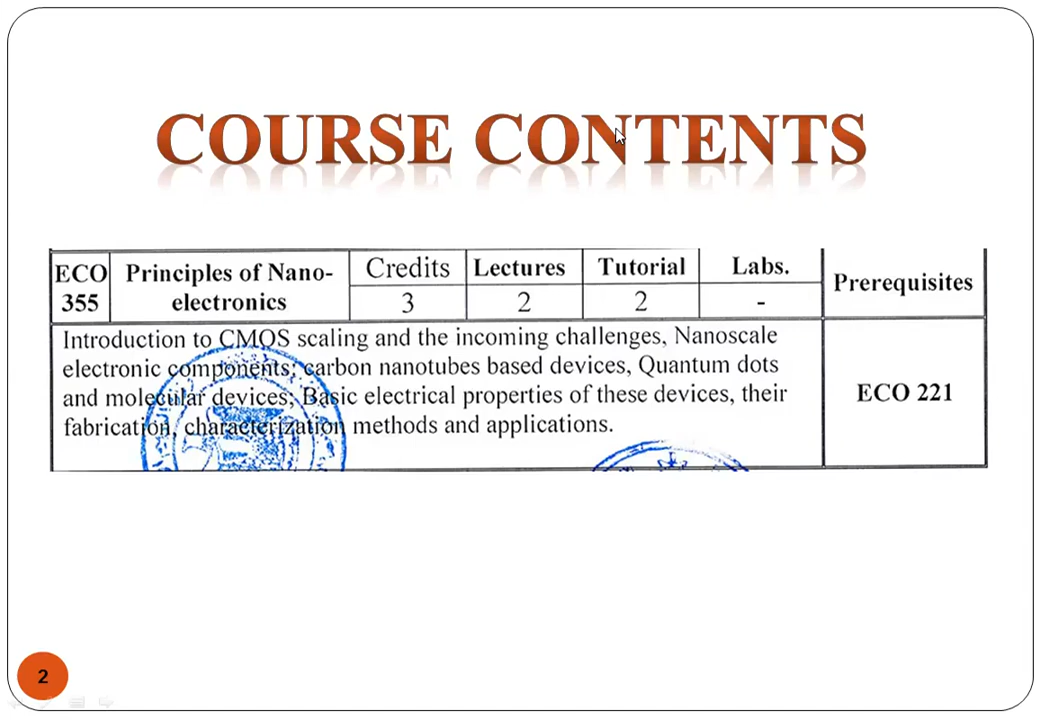 COURSE CONTENTS
ECO 355
Principles of Nano-electronics
Credits
Lectures
Tutorial
Labs.
Prerequisites
3
2
2
-
Introduction to CMOS scaling and the incoming challenges, Nanoscale
electronic components; carbon nanotubes based devices, Quantum dots
and molecular devices; Basic electrical properties of these devices, their
fabrication, characterization methods and applications.
ECO 221
2